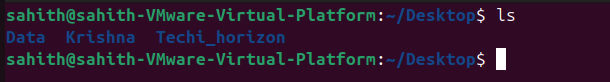 sahith@sahith-VMware-Virtual-Platform:~/Desktop$ ls
Data  Krishna  Techi_horizon
sahith@sahith-VMware-Virtual-Platform:~/Desktop$